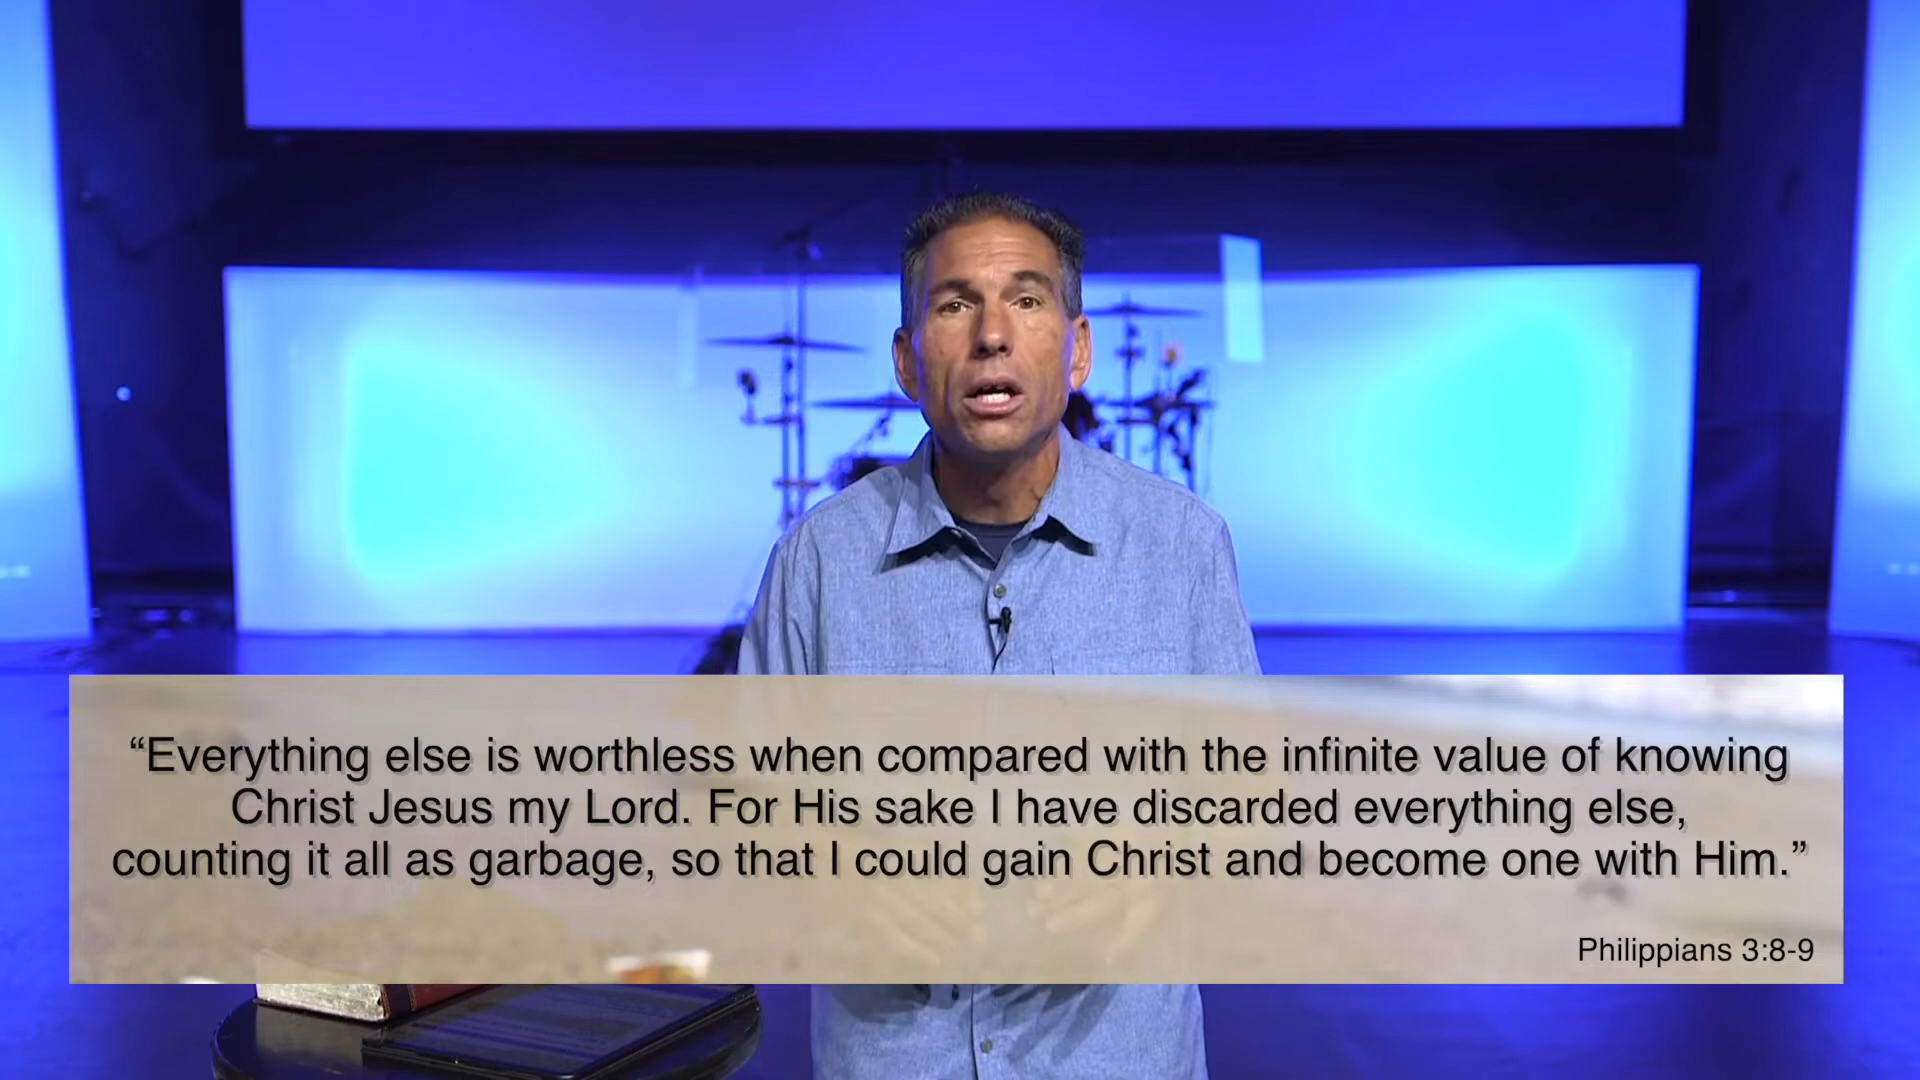 “Everything else is worthless when compared with the infinite value of knowing
Christ Jesus my Lord. For His sake I have discarded everything else,
counting it all as garbage, so that I could gain Christ and become one with Him.”
Philippians 3:8-9